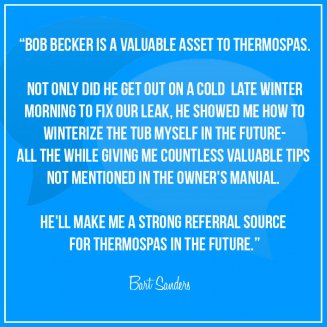 “BOB BECKER IS A VALUABLE ASSET TO THERMOSPAS.
NOT ONLY DID HE GET OUT ON A COLD LATE WINTER
MORNING TO FIX OUR LEAK, HE SHOWED ME HOW TO
WINTERIZE THE TUB MYSELF IN THE FUTURE-
ALL THE WHILE GIVING ME COUNTLESS VALUABLE TIPS
NOT MENTIONED IN THE OWNER'S MANUAL.
HE'LL MAKE ME A STRONG REFERRAL SOURCE
FOR THERMOSPAS IN THE FUTURE.”
Bart Sanders